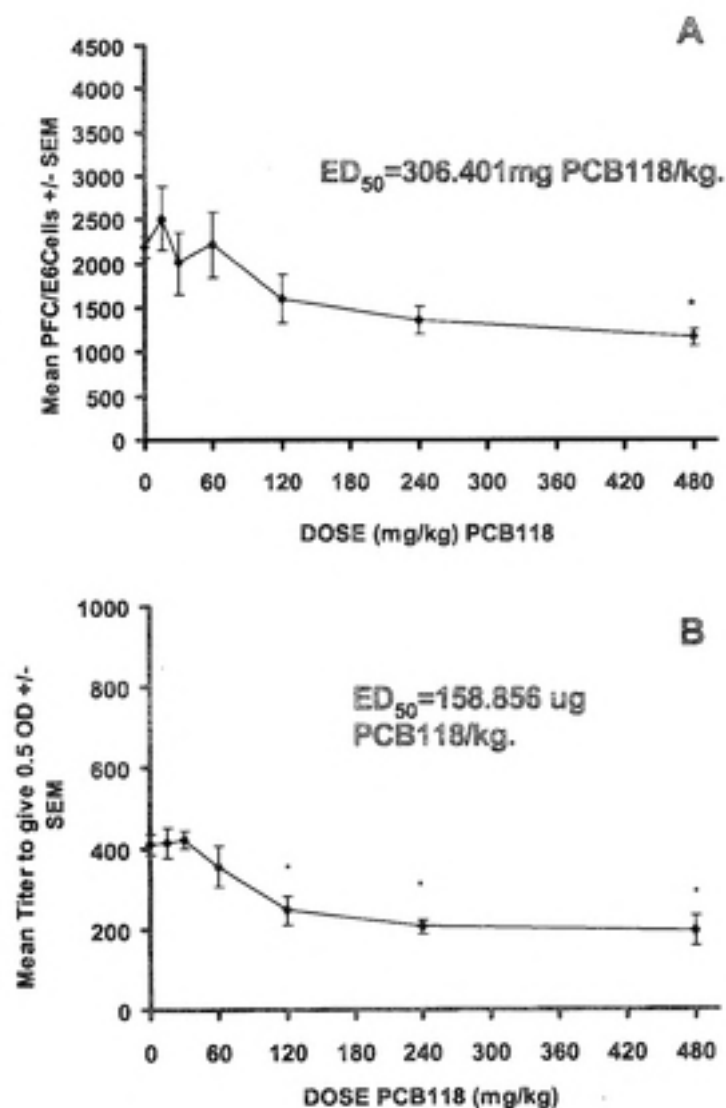 A
4500
4000
3500
3000
2500
2000
1500
1000
500
0
Mean PFC/E6Cells +/- SEM
ED50=306.401mg PCB118/kg.
*
0 60 120 180 240 300 360 420 480
DOSE (mg/kg) PCB118
B
1000
800
600
400
200
0
Mean Titer to give 0.5 OD +/-
SEM
ED50=158.856 ug
PCB118/kg.
* * *
0 60 120 180 240 300 360 420 480
DOSE PCB118 (mg/kg)